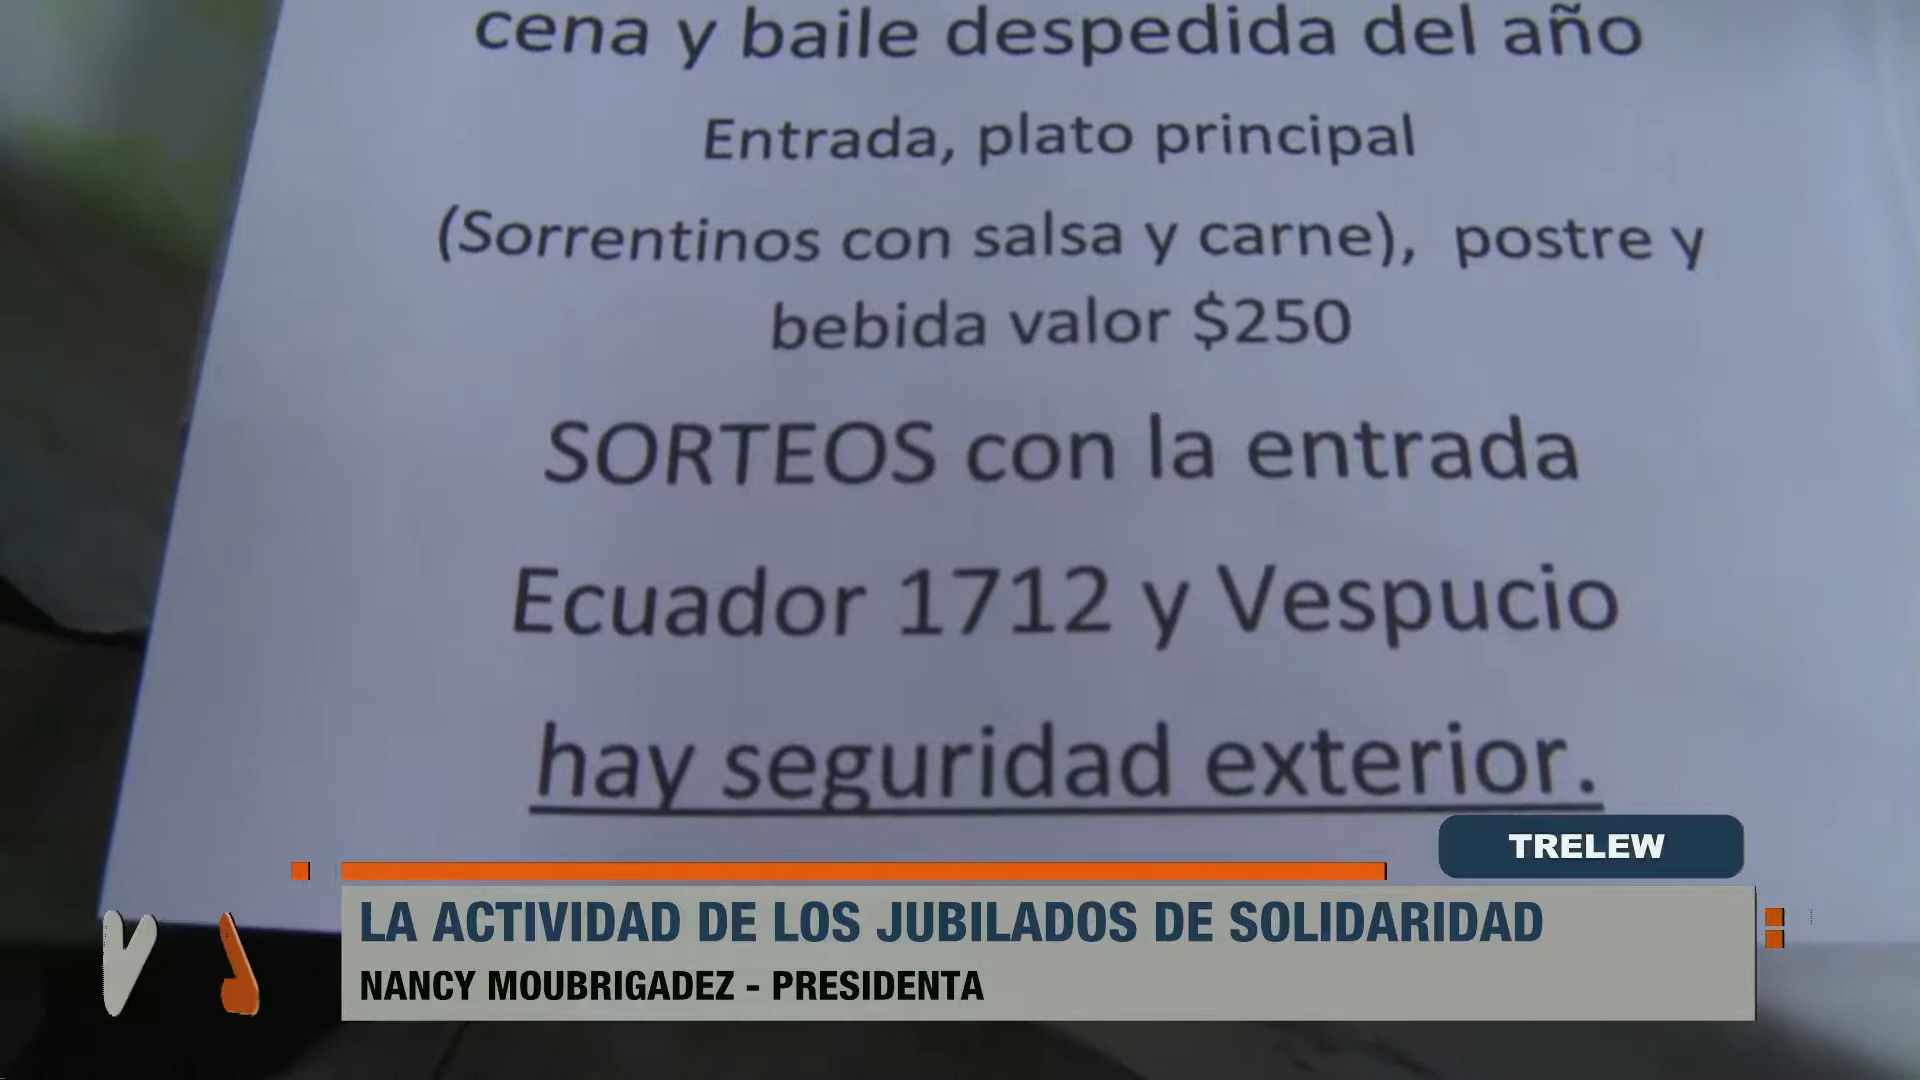 cena y baile despedida del año
Entrada, plato principal
(Sorrentinos con salsa y carne), postre y
bebida valor $250
SORTEOS con la entrada
Ecuador 1712 y Vespucio
hay seguridad exterior.
TRELEW
LA ACTIVIDAD DE LOS JUBILADOS DE SOLIDARIDAD
NANCY MOUBRIGADEZ - PRESIDENTA